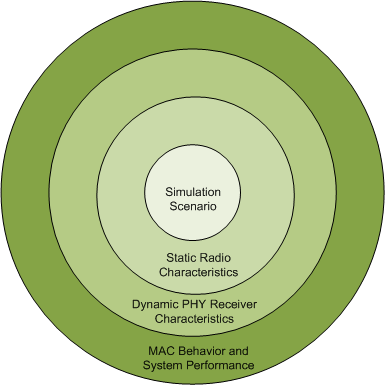 Simulation
Scenario
Static Radio
Characteristics
Dynamic PHY Receiver
Characteristics
MAC Behavior and
System Performance